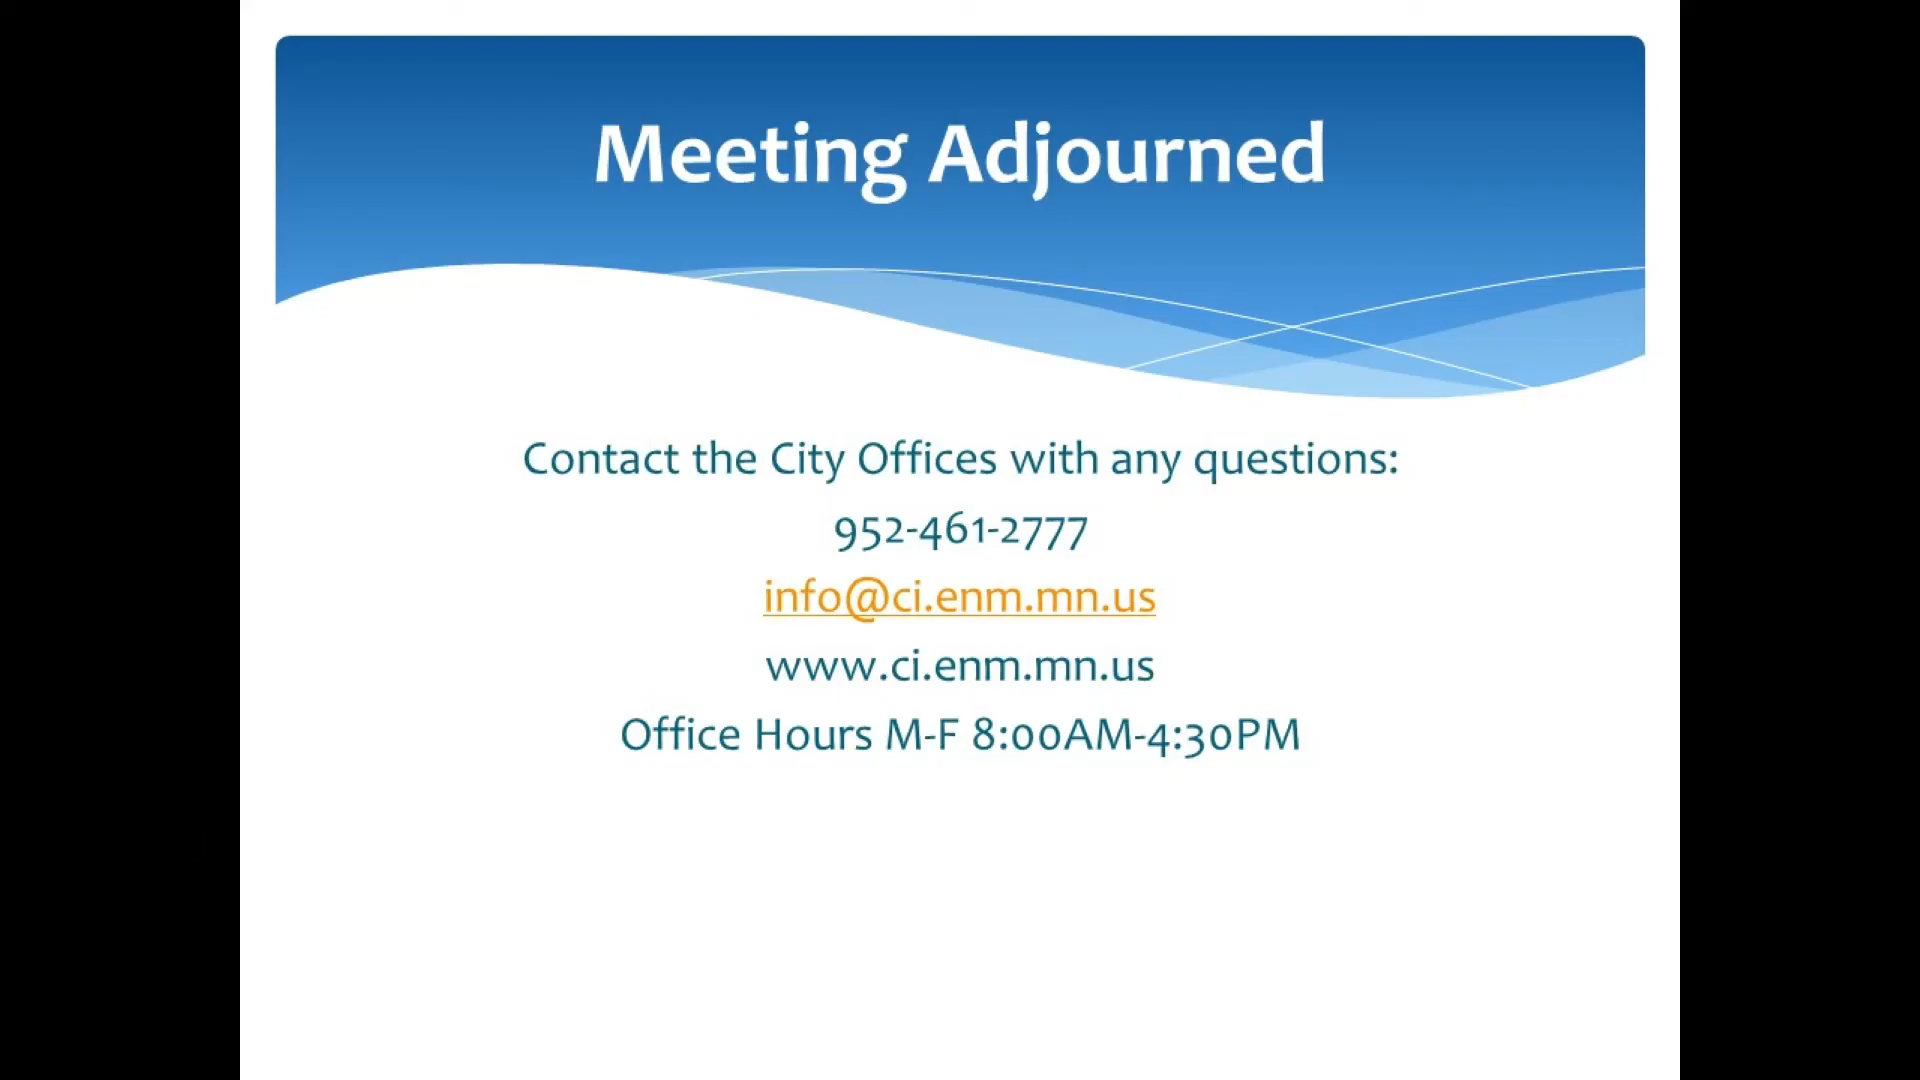 Meeting Adjourned
Contact the City Offices with any questions:
952-461-2777
info@ci.enm.mn.us
www.ci.enm.mn.us
Office Hours M-F 8:00AM-4:30PM